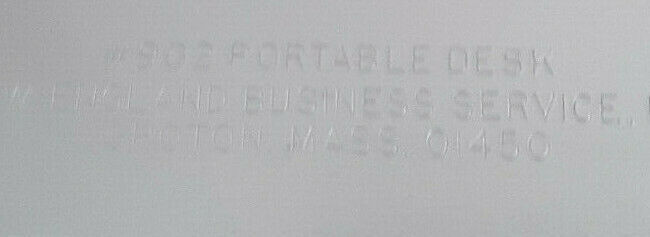 #902 PORTABLE DESK
ENGLAND BUSINESS SERVICE,
MASS. 01450